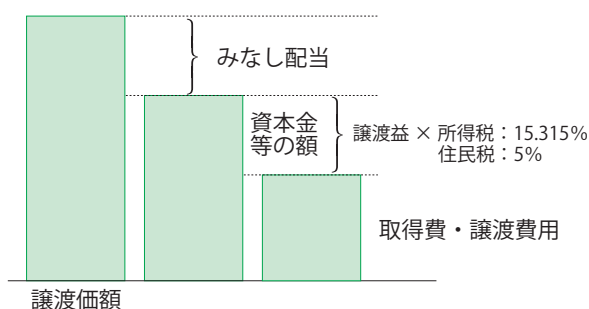 みなし配当
資本金
等の額
譲渡益 × 所得税：15.315%
住民税：5%
取得費・譲渡費用
譲渡価額